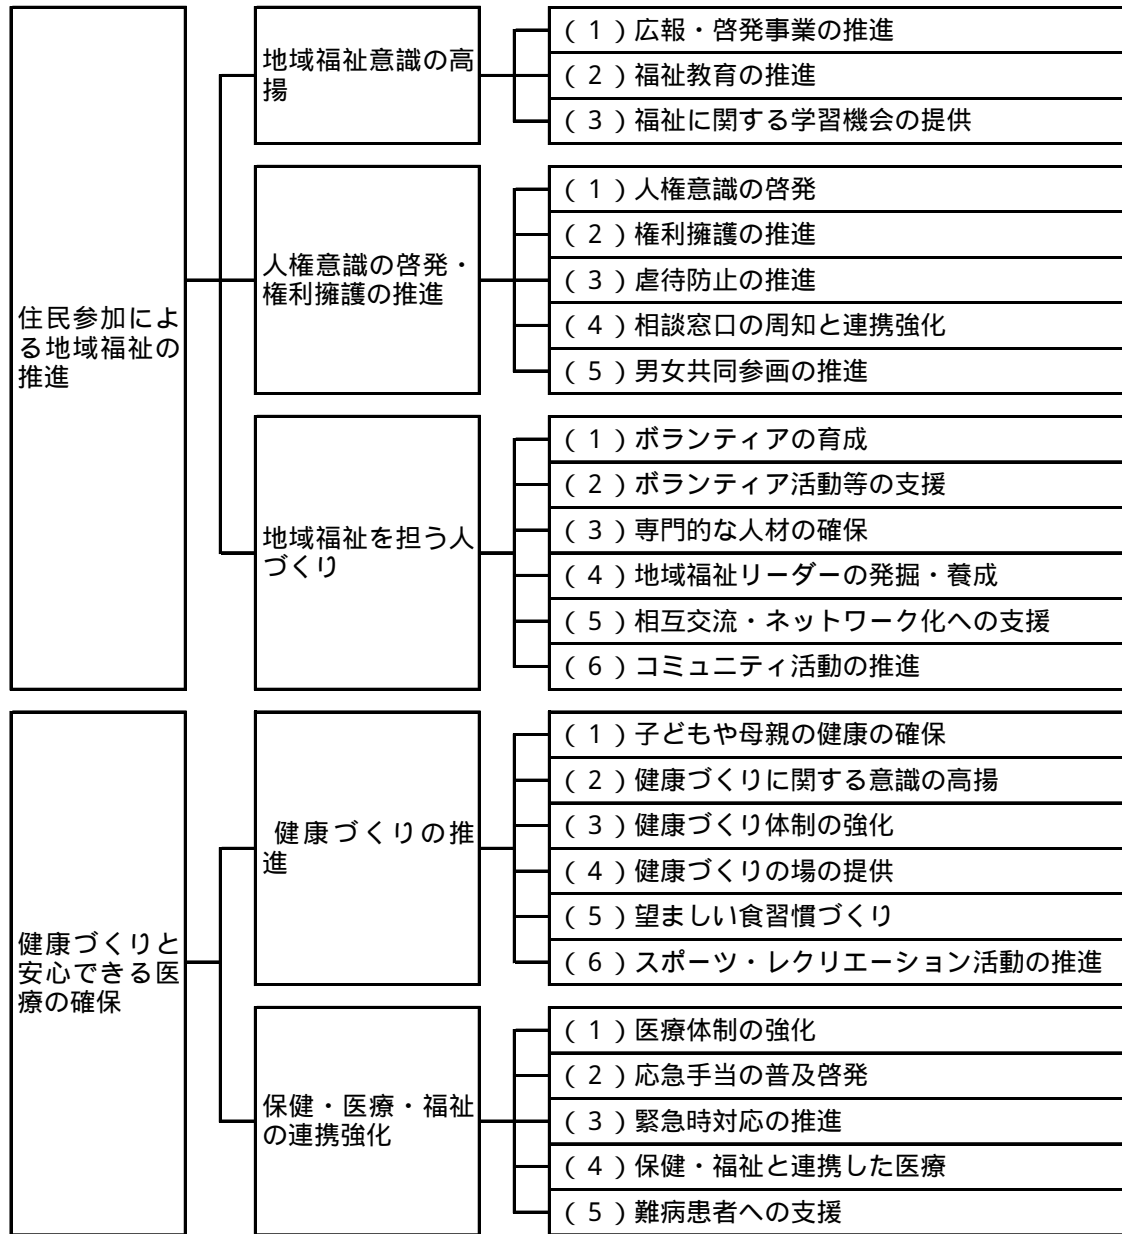 住民参加によ
る地域福祉の
推進
地域福祉意識の高
揚
(1)広報・啓発事業の推進
(2)福祉教育の推進
(3)福祉に関する学習機会の提供
人権意識の啓発・
権利擁護の推進
(1)人権意識の啓発
(2)権利擁護の推進
(3)虐待防止の推進
(4)相談窓口の周知と連携強化
(5)男女共同参画の推進
地域福祉を担う人
づくり
(1)ボランティアの育成
(2)ボランティア活動等の支援
(3)専門的な人材の確保
(4)地域福祉リーダーの発掘・養成
(5)相互交流・ネットワーク化への支援
(6)コミュニティ活動の推進
健康づくりと
安心できる医
療の確保
健康づくりの推
進
(1)子どもや母親の健康の確保
(2)健康づくりに関する意識の高揚
(3)健康づくり体制の強化
(4)健康づくりの場の提供
(5)望ましい食習慣づくり
(6)スポーツ・レクリエーション活動の推進
保健・医療・福祉
の連携強化
(1)医療体制の強化
(2)応急手当の普及啓発
(3)緊急時対応の推進
(4)保健・福祉と連携した医療
(5)難病患者への支援